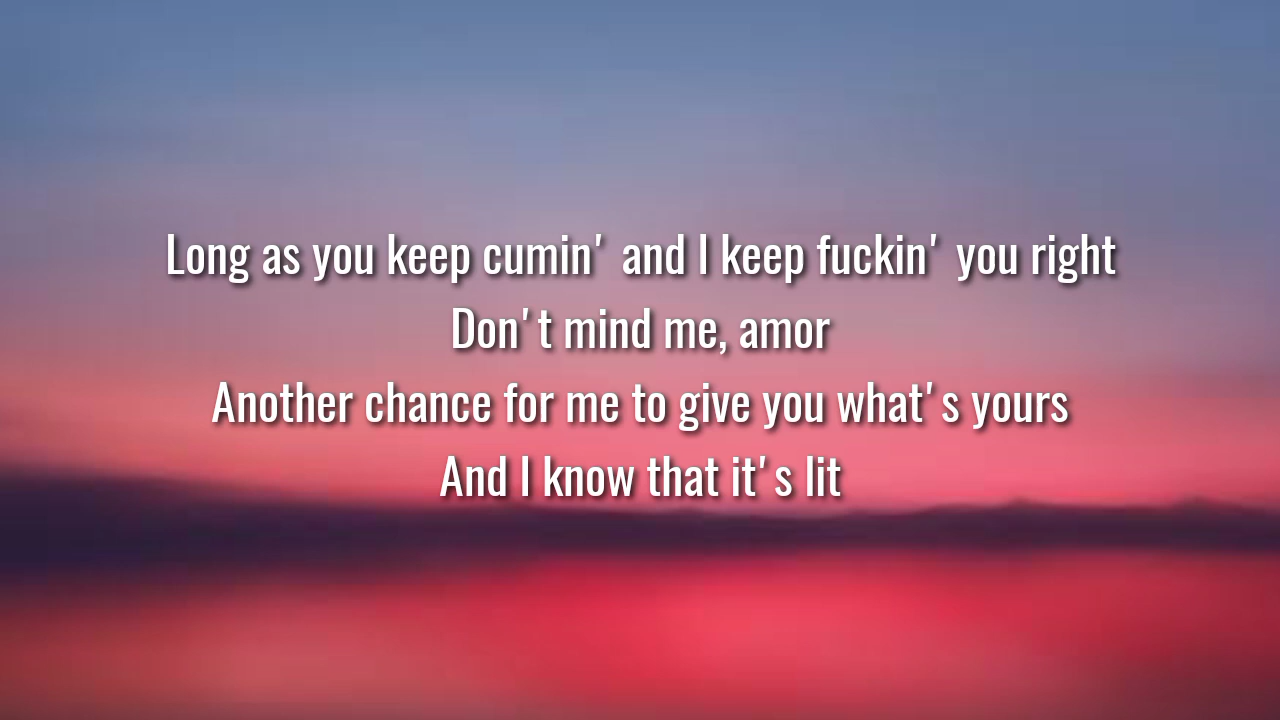 Long as you keep cumin' and I keep fuckin' you right
Don't mind me, amor
Another chance for me to give you what's yours
And I know that it's lit